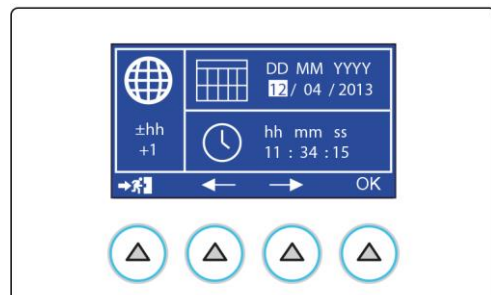 ±hh
+1
DD MM YYYY
12 / 04 / 2013
hh mm ss
11 : 34 : 15
OK